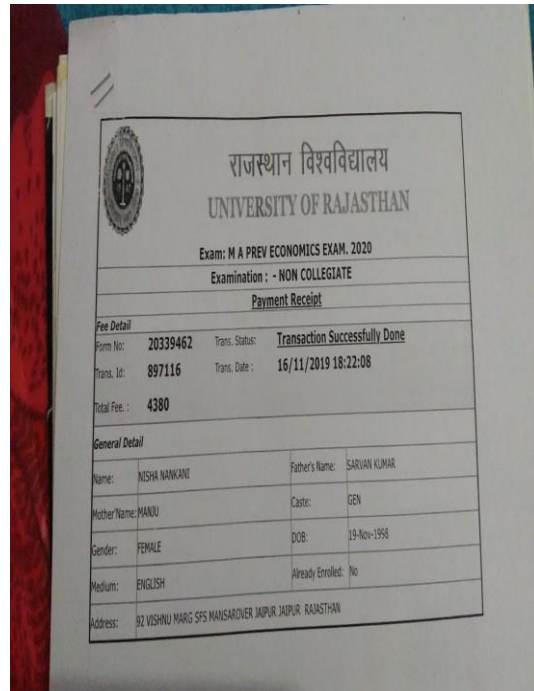 राजस्थान विश्वविद्यालय
UNIVERSITY OF RAJASTHAN
Exam: M A PREV ECONOMICS EXAM. 2020
Examination : - NON COLLEGIATE
Payment Receipt
Fee Detail
Form No: 20339462 Trans. Status: Transaction Successfully Done
Trans. Id: 897116 Trans. Date : 16/11/2019 18:22:08
Total Fee. : 4380
General Detail
Name: NISHA NANKANI Father's Name: SARVAN KUMAR
Mother'Name: MANJU Caste: GEN
Gender: FEMALE DOB: 19-Nov-1998
Medium: ENGLISH Already Enrolled: No
Address: 92 VISHNU MARG SFS MANSAROVER JAIPUR JAIPUR RAJASTHAN